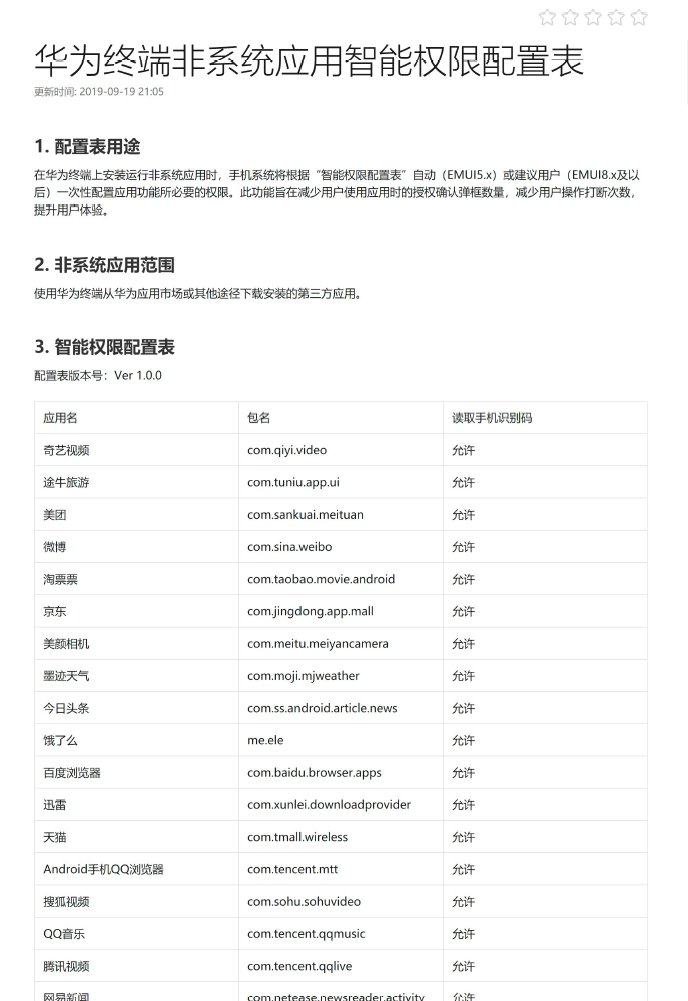 华为终端非系统应用智能权限配置表
更新时间: 2019-09-19 21:05
1. 配置表用途
在华为终端上安装运行非系统应用时，手机系统将根据“智能权限配置表”自动（EMUI5.x）或建议用户（EMUI8.x及以
后）一次性配置应用功能所必要的权限。此功能旨在减少用户使用应用时的授权确认弹框数量，减少用户操作打断次数，
提升用户体验。
2. 非系统应用范围
使用华为终端从华为应用市场或其他途径下载安装的第三方应用。
3. 智能权限配置表
配置表版本号：Ver 1.0.0
应用名 包名 读取手机识别码
奇艺视频 com.qiyi.video 允许
途牛旅游 com.tuniu.app.ui 允许
美团 com.sankuai.meituan 允许
微博 com.sina.weibo 允许
淘票票 com.taobao.movie.android 允许
京东 com.jingdong.app.mall 允许
美颜相机 com.meitu.meiyancamera 允许
墨迹天气 com.moji.mjweather 允许
今日头条 com.ss.android.article.news 允许
饿了么 me.ele 允许
百度浏览器 com.baidu.browser.apps 允许
迅雷 com.xunlei.downloadprovider 允许
天猫 com.tmall.wireless 允许
Android手机QQ浏览器 com.tencent.mtt 允许
搜狐视频 com.sohu.sohuvideo 允许
QQ音乐 com.tencent.qqmusic 允许
腾讯视频 com.tencent.qqlive 允许
网易新闻 com.netease.newsreader.activity 允许